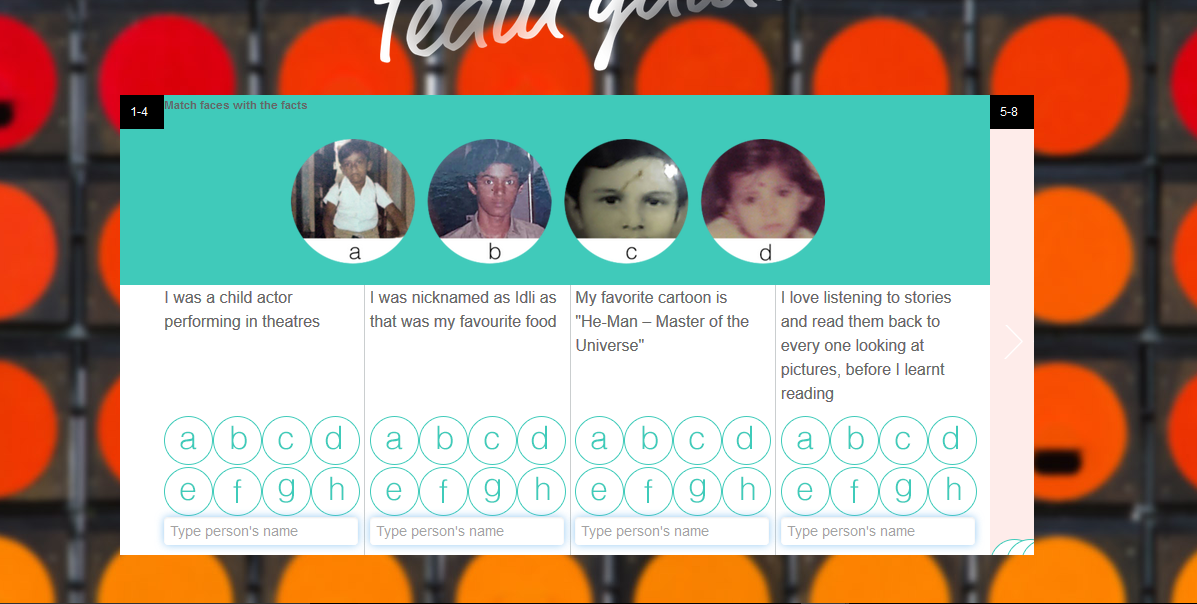 Team
1-4
Match faces with the facts
5-8
a b c d
I was a child actor
performing in theatres
I was nicknamed as Idli as
that was my favourite food
My favorite cartoon is
"He-Man – Master of the
Universe"
I love listening to stories
and read them back to
every one looking at
pictures, before I learnt
reading
a b c d
e f g h
Type person's name
a b c d
e f g h
Type person's name
a b c d
e f g h
Type person's name
a b c d
e f g h
Type person's name